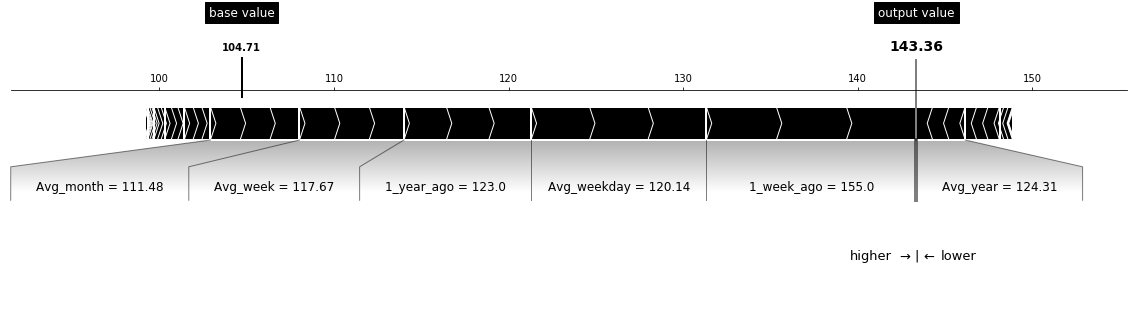 base value
output value
104.71
143.36
100 110 120 130 140 150
Avg_month = 111.48
Avg_week = 117.67
1_year_ago = 123.0
Avg_weekday = 120.14
1_week_ago = 155.0
Avg_year = 124.31
higher → | ← lower